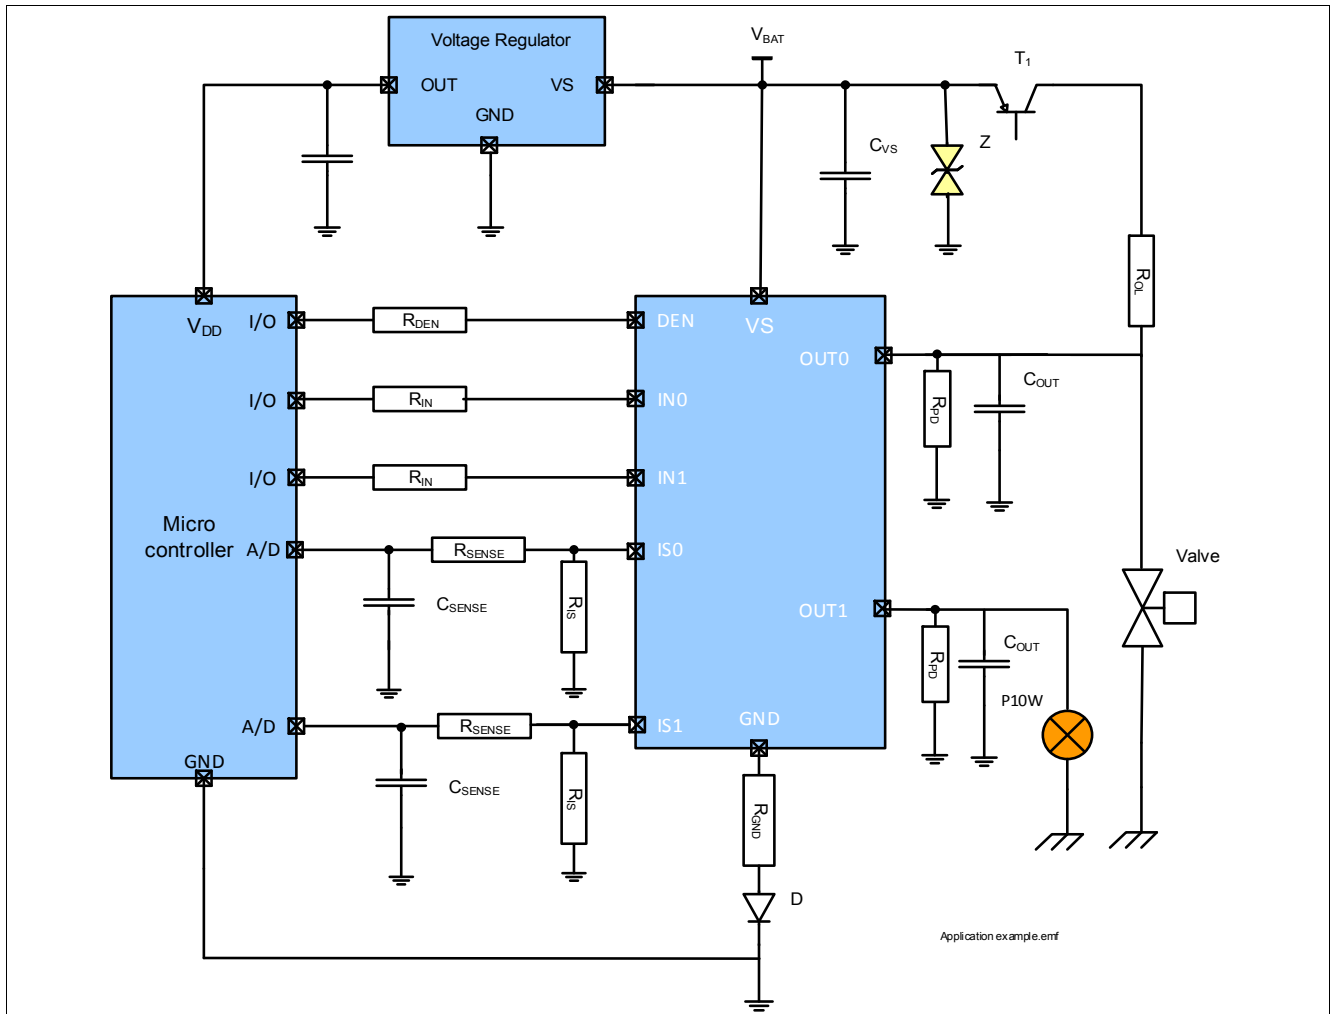 Voltage Regulator
OUT
VS
GND
VBAT
T1
CVS
Z
ROL
VDD
I/O
RDEN
DEN
VS
OUT0
I/O
RIN
IN0
RPD
COUT
I/O
RIN
IN1
Micro
controller
A/D
RSENSE
IS0
CSENSE
RIS
OUT1
Valve
RPD
COUT
P10W
A/D
RSENSE
IS1
GND
GND
CSENSE
RIS
RGND
D
Application example.emf